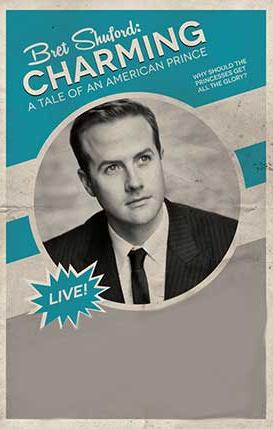 Bret Shuford:
CHARMING
A TALE OF AN AMERICAN PRINCE
WHY SHOULD THE
PRINCESSES GET
ALL THE GLORY?
LIVE!